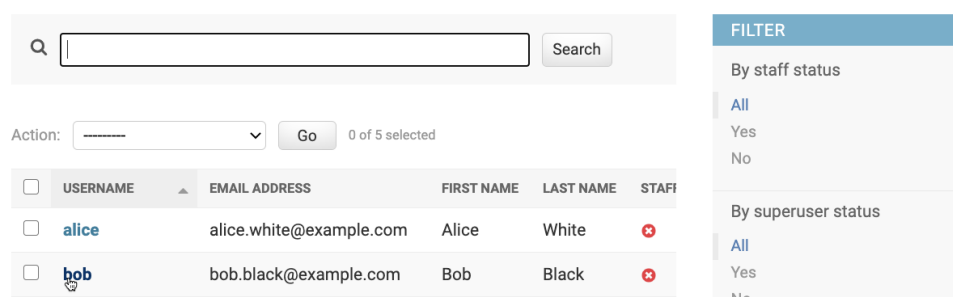 Search
Action: --------- Go 0 of 5 selected
USERNAME EMAIL ADDRESS FIRST NAME LAST NAME STAFF
alice alice.white@example.com Alice White
bob bob.black@example.com Bob Black
FILTER
By staff status
All
Yes
No
By superuser status
All
Yes
No